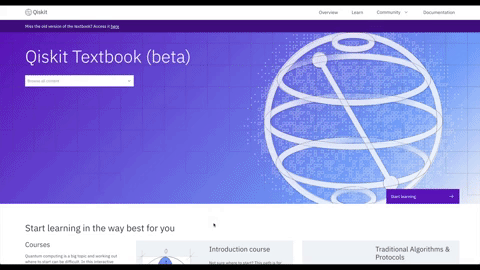 Qiskit
Overview Learn Community Documentation
Miss the old version of the textbook? Access it here
Qiskit Textbook (beta)
Browse all content
Start learning
Start learning in the way best for you
Courses
Quantum computing is a big topic and working out
where to start can be difficult. In this interactive
Introduction course
Not sure where to start? This path is for
Traditional Algorithms &
Protocols